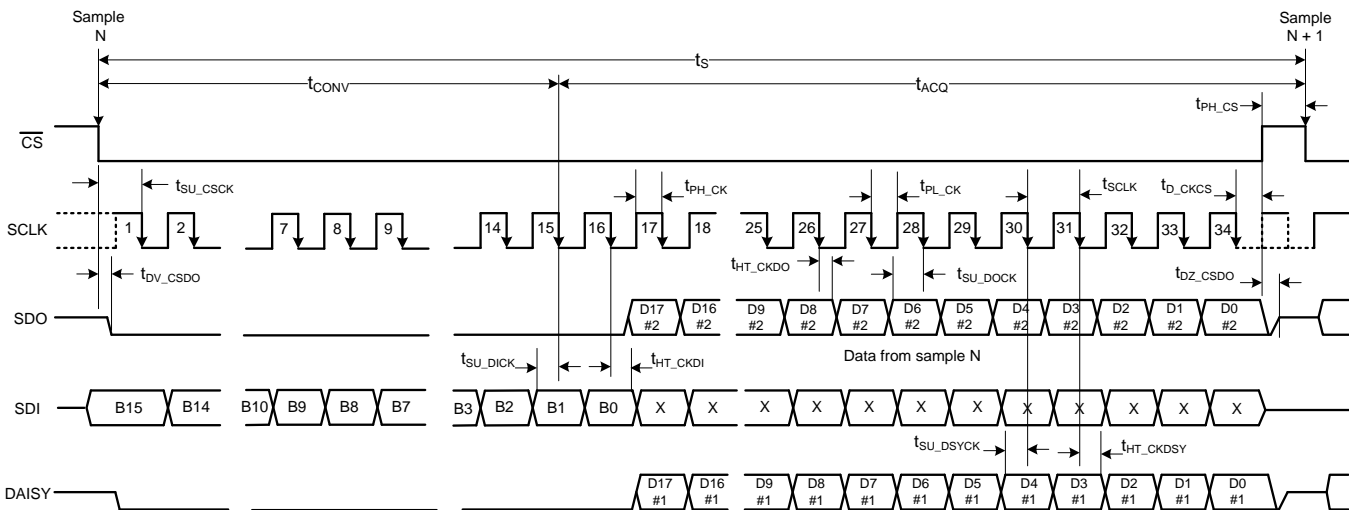 Sample
N
Sample
N + 1
tS
tCONV
tACQ
tPH_CS
CS
tSU_CSCK
tPH_CK
tPL_CK
tSCLK
tD_CKCS
SCLK
1 2 7 8 9 14 15 16 17 18 25 26 27 28 29 30 31 32 33 34
tDV_CSDO
tHT_CKDO
tSU_DOCK
tDZ_CSDO
SDO
D17 D16 D9 D8 D7 D6 D5 D4 D3 D2 D1 D0
#2 #2 #2 #2 #2 #2 #2 #2 #2 #2 #2 #2
tSU_DICK
tHT_CKDI
Data from sample N
SDI
B15 B14 B10 B9 B8 B7 B3 B2 B1 B0 X X X X X X X X X X X X
tSU_DSYCK
tHT_CKDSY
DAISY
D17 D16 D9 D8 D7 D6 D5 D4 D3 D2 D1 D0
#1 #1 #1 #1 #1 #1 #1 #1 #1 #1 #1 #1